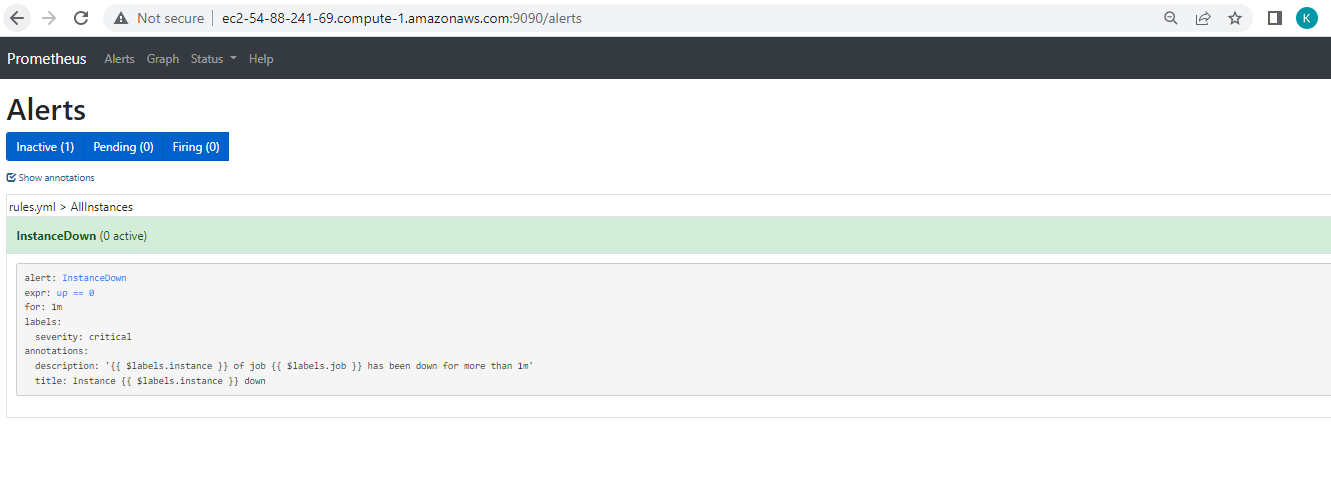 Not secure | ec2-54-88-241-69.compute-1.amazonaws.com:9090/alerts K
Prometheus Alerts Graph Status Help
Alerts
Inactive (1) Pending (0) Firing (0)
Show annotations
rules.yml > AllInstances
InstanceDown (0 active)
alert: InstanceDown
expr: up == 0
for: 1m
labels:
  severity: critical
annotations:
  description: '{{ $labels.instance }} of job {{ $labels.job }} has been down for more than 1m'
  title: Instance {{ $labels.instance }} down